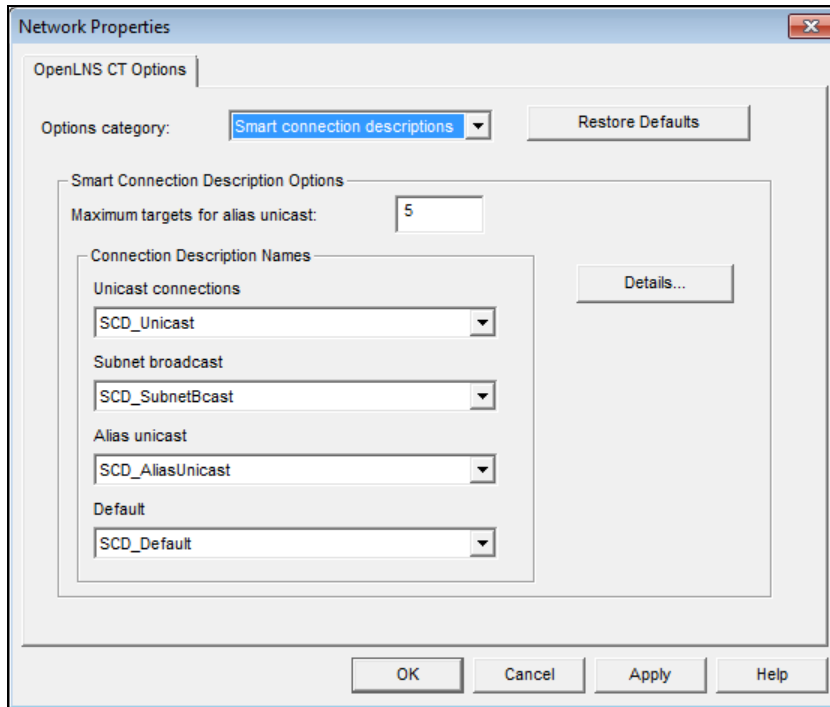 Network Properties
OpenLNS CT Options
Options category: Smart connection descriptions Restore Defaults
Smart Connection Description Options
Maximum targets for alias unicast: 5
Connection Description Names
Unicast connections Details...
SCD_Unicast
Subnet broadcast
SCD_SubnetBcast
Alias unicast
SCD_AliasUnicast
Default
SCD_Default
OK Cancel Apply Help